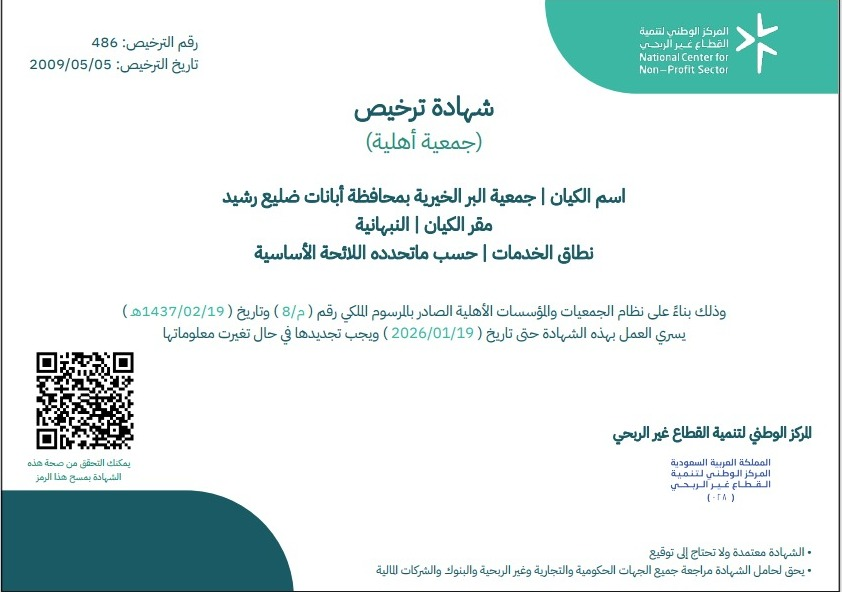 المركز الوطني لتنمية
القطاع غير الربحي
National Center for
Non-Profit Sector
رقم الترخيص: 486
تاريخ الترخيص: 2009/05/05
شهادة ترخيص
(جمعية أهلية)
اسم الكيان | جمعية البر الخيرية بمحافظة أبانات ضليع رشيد
مقر الكيان | النبهانية
نطاق الخدمات | حسب ماتحدده اللائحة الأساسية
وذلك بناءً على نظام الجمعيات والمؤسسات الأهلية الصادر بالمرسوم الملكي رقم ( م/8 ) وتاريخ ( 1437/02/19هـ )
يسري العمل بهذه الشهادة حتى تاريخ ( 2026/01/19 ) ويجب تجديدها في حال تغيرت معلوماتها
المركز الوطني لتنمية القطاع غير الربحي
المملكة العربية السعودية
المركز الوطني لتنمية
القطاع غير الربحي
( ٠٢٨ )
يمكنك التحقق من صحة هذه
الشهادة بمسح هذا الرمز
• الشهادة معتمدة ولا تحتاج إلى توقيع
• يحق لحامل الشهادة مراجعة جميع الجهات الحكومية والتجارية وغير الربحية والبنوك والشركات المالية